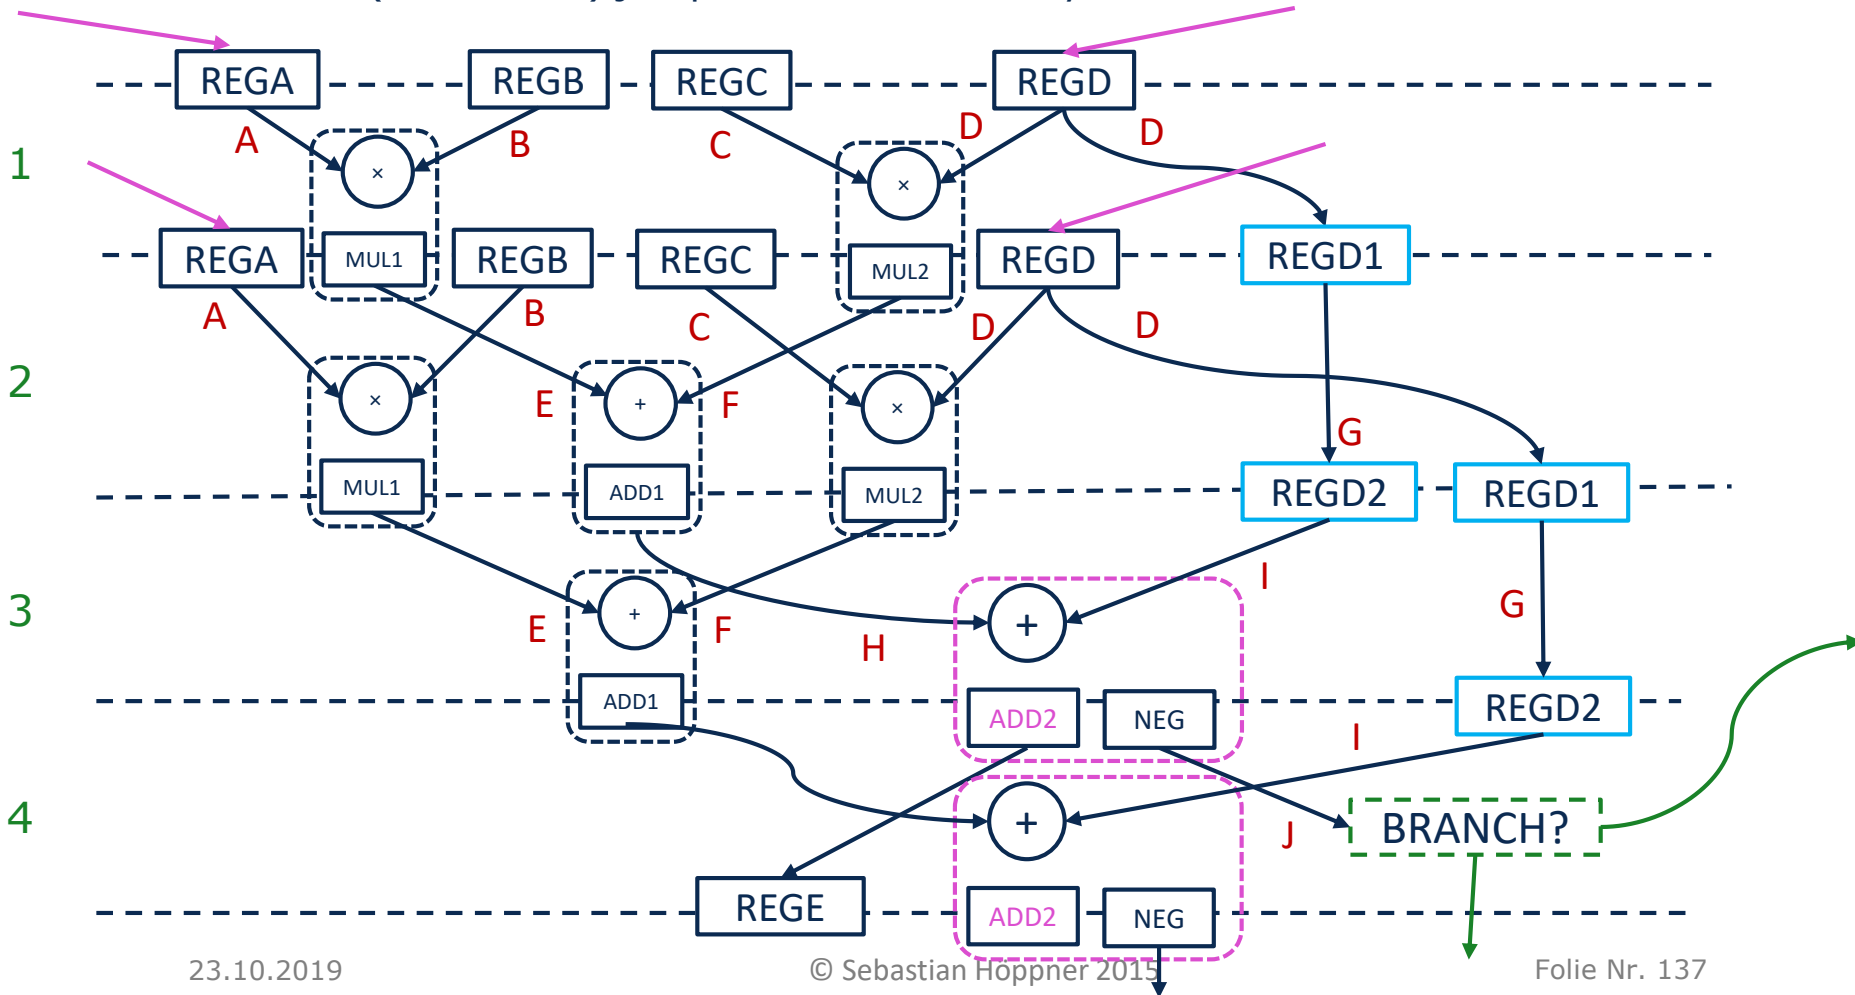 REGA REGB REGC REGD
A B C D D
1 × ×
REGA MUL1 REGB REGC MUL2 REGD REGD1
A B C D D
2 × E + F × G
MUL1 ADD1 MUL2 REGD2 REGD1
3 E + F H + I G
ADD1 ADD2 NEG REGD2
I
4 + J BRANCH?
REGE ADD2 NEG
23.10.2019 © Sebastian Höppner 2015 Folie Nr. 137